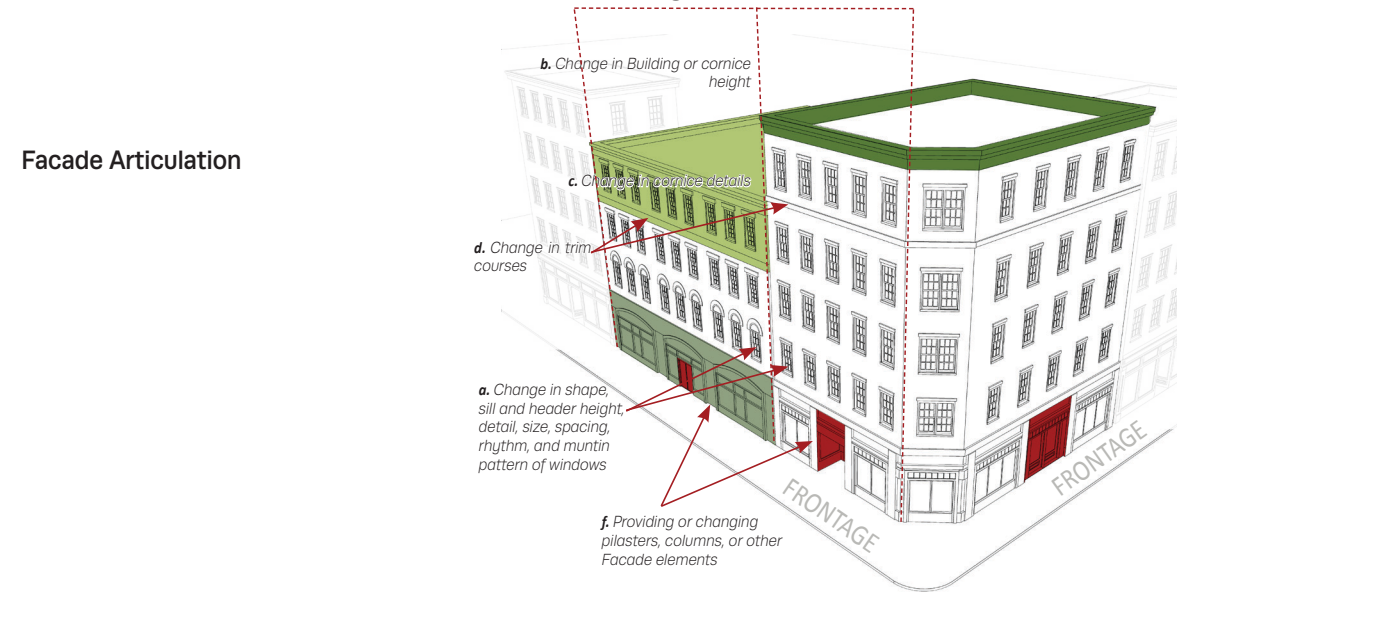 b. Change in Building or cornice
height
Facade Articulation
c. Change in cornice details
d. Change in trim
courses
a. Change in shape,
sill and header height,
detail, size, spacing,
rhythm, and muntin
pattern of windows
FRONTAGE
FRONTAGE
f. Providing or changing
pilasters, columns, or other
Facade elements